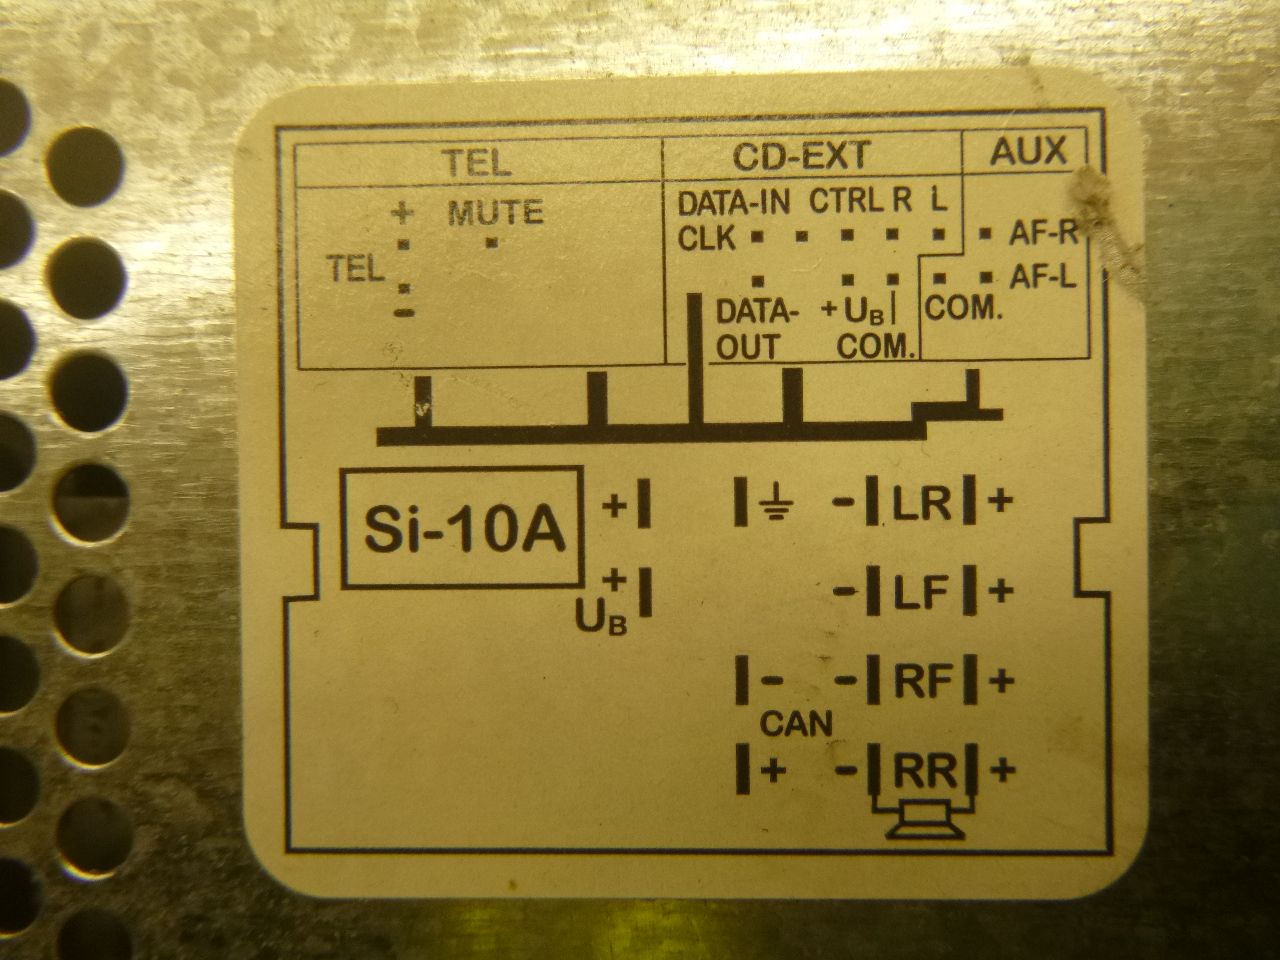 TEL CD-EXT AUX
+ MUTE DATA-IN CTRL R L
CLK AF-R
TEL AF-L
- DATA- + UB COM.
OUT COM.
Si-10A + - LR +
+ - LF +
UB
- - RF +
CAN
+ - RR +